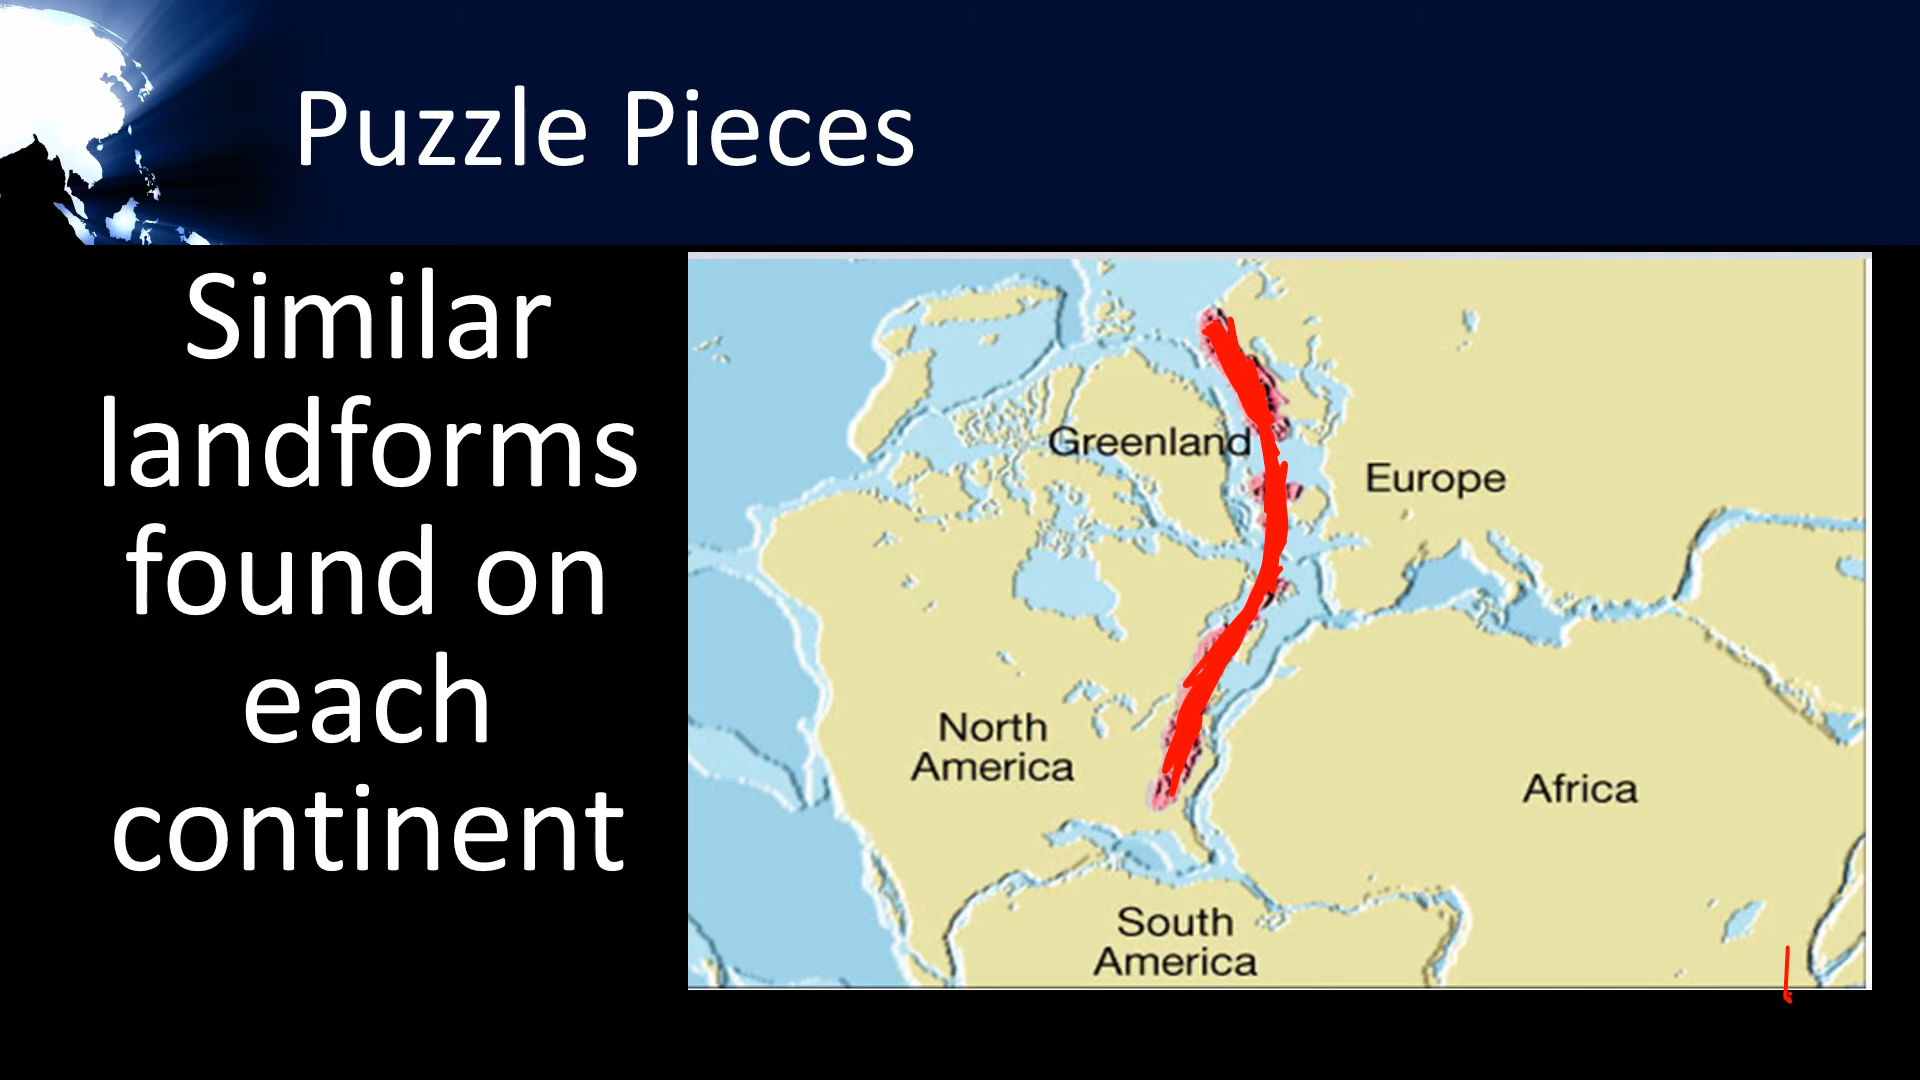 Puzzle Pieces
Similar
landforms
found on
each
continent
Greenland
Europe
North
America
Africa
South
America